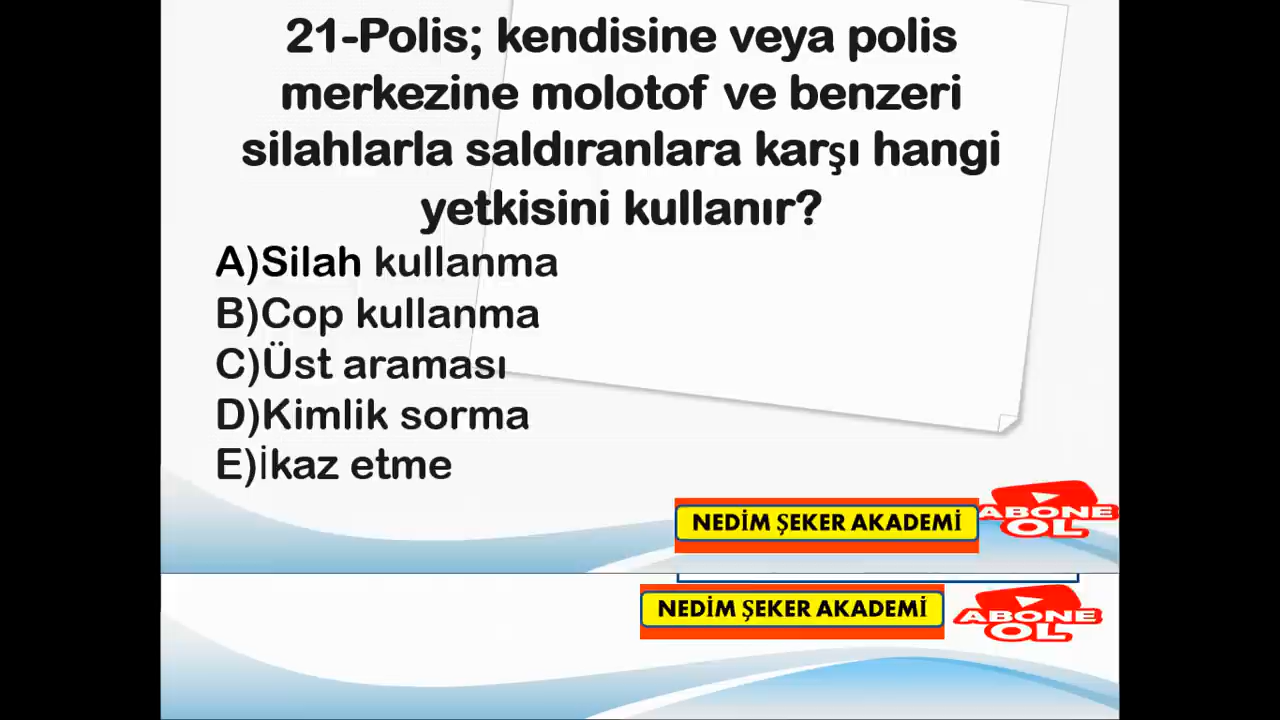 21-Polis; kendisine veya polis
merkezine molotof ve benzeri
silahlarla saldıranlara karşı hangi
yetkisini kullanır?
A)Silah kullanma
B)Cop kullanma
C)Üst araması
D)Kimlik sorma
E)İkaz etme
NEDİM ŞEKER AKADEMİ
ABONE
OL
NEDİM ŞEKER AKADEMİ
ABONE
OL